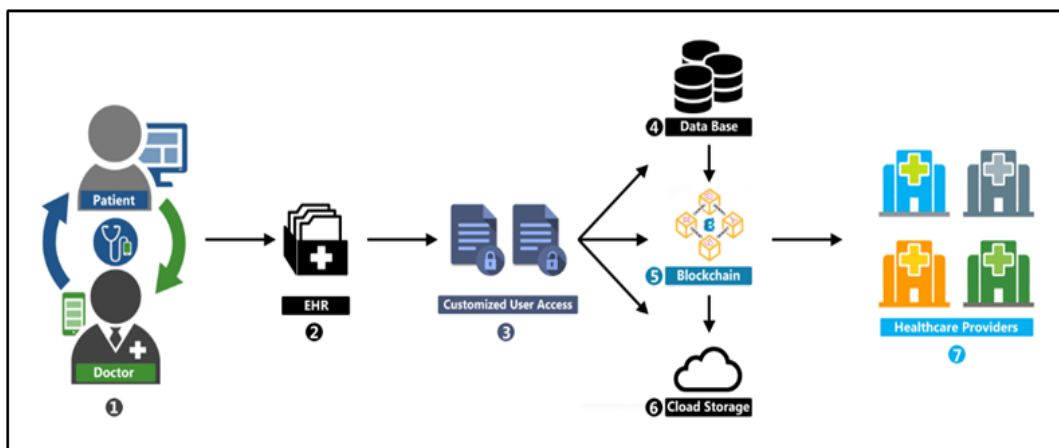 Patient
Doctor
❶
EHR
❷
Customized User Access
❸
❹ Data Base
B
❺ Blockchain
❻ Cload Storage
Healthcare Providers
❼